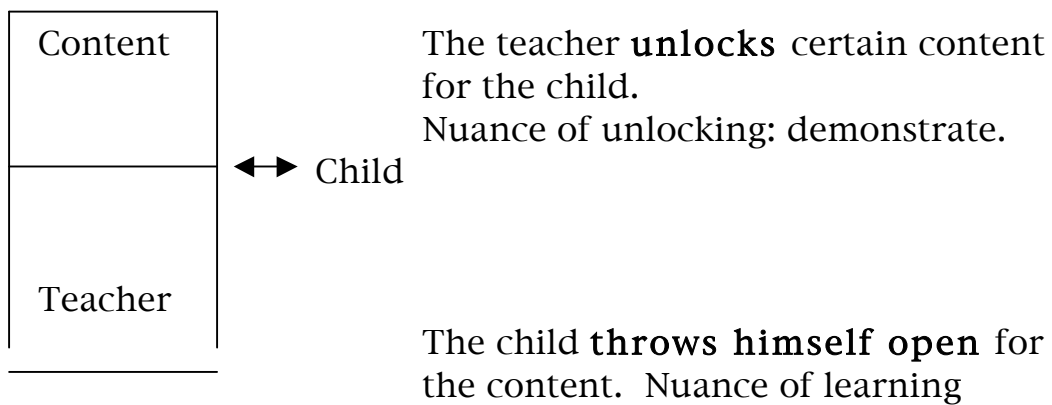 Content
The teacher unlocks certain content
for the child.
Nuance of unlocking: demonstrate.
Child
Teacher
The child throws himself open for
the content. Nuance of learning